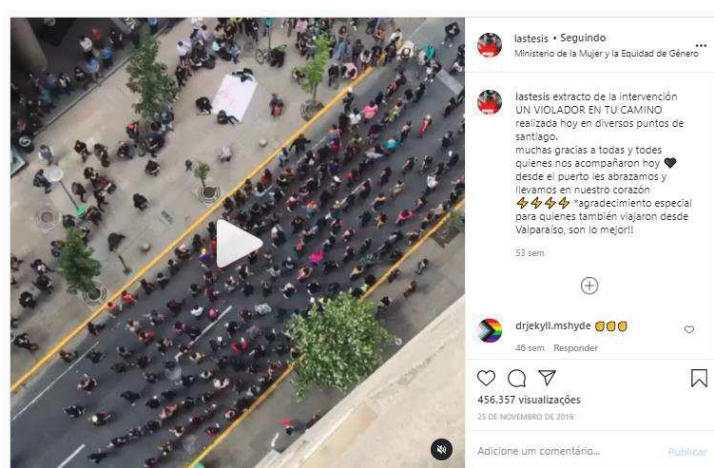 lastesis • Seguindo
Ministerio de la Mujer y la Equidad de Género
...
lastesis extracto de la intervención
UN VIOLADOR EN TU CAMINO
realizada hoy en diversos puntos de
santiago.
muchas gracias a todas y todes
quienes nos acompañaron hoy 🖤
desde el puerto les abrazamos y
llevamos en nuestro corazón
⚡⚡⚡⚡ *agradecimiento especial
para quienes también viajaron desde
Valparaíso, son lo mejor!!
53 sem
drjekyll.mshyde ✊✊✊
46 sem Responder
456.357 visualizações
25 DE NOVEMBRO DE 2019
Adicione um comentário...
Publicar